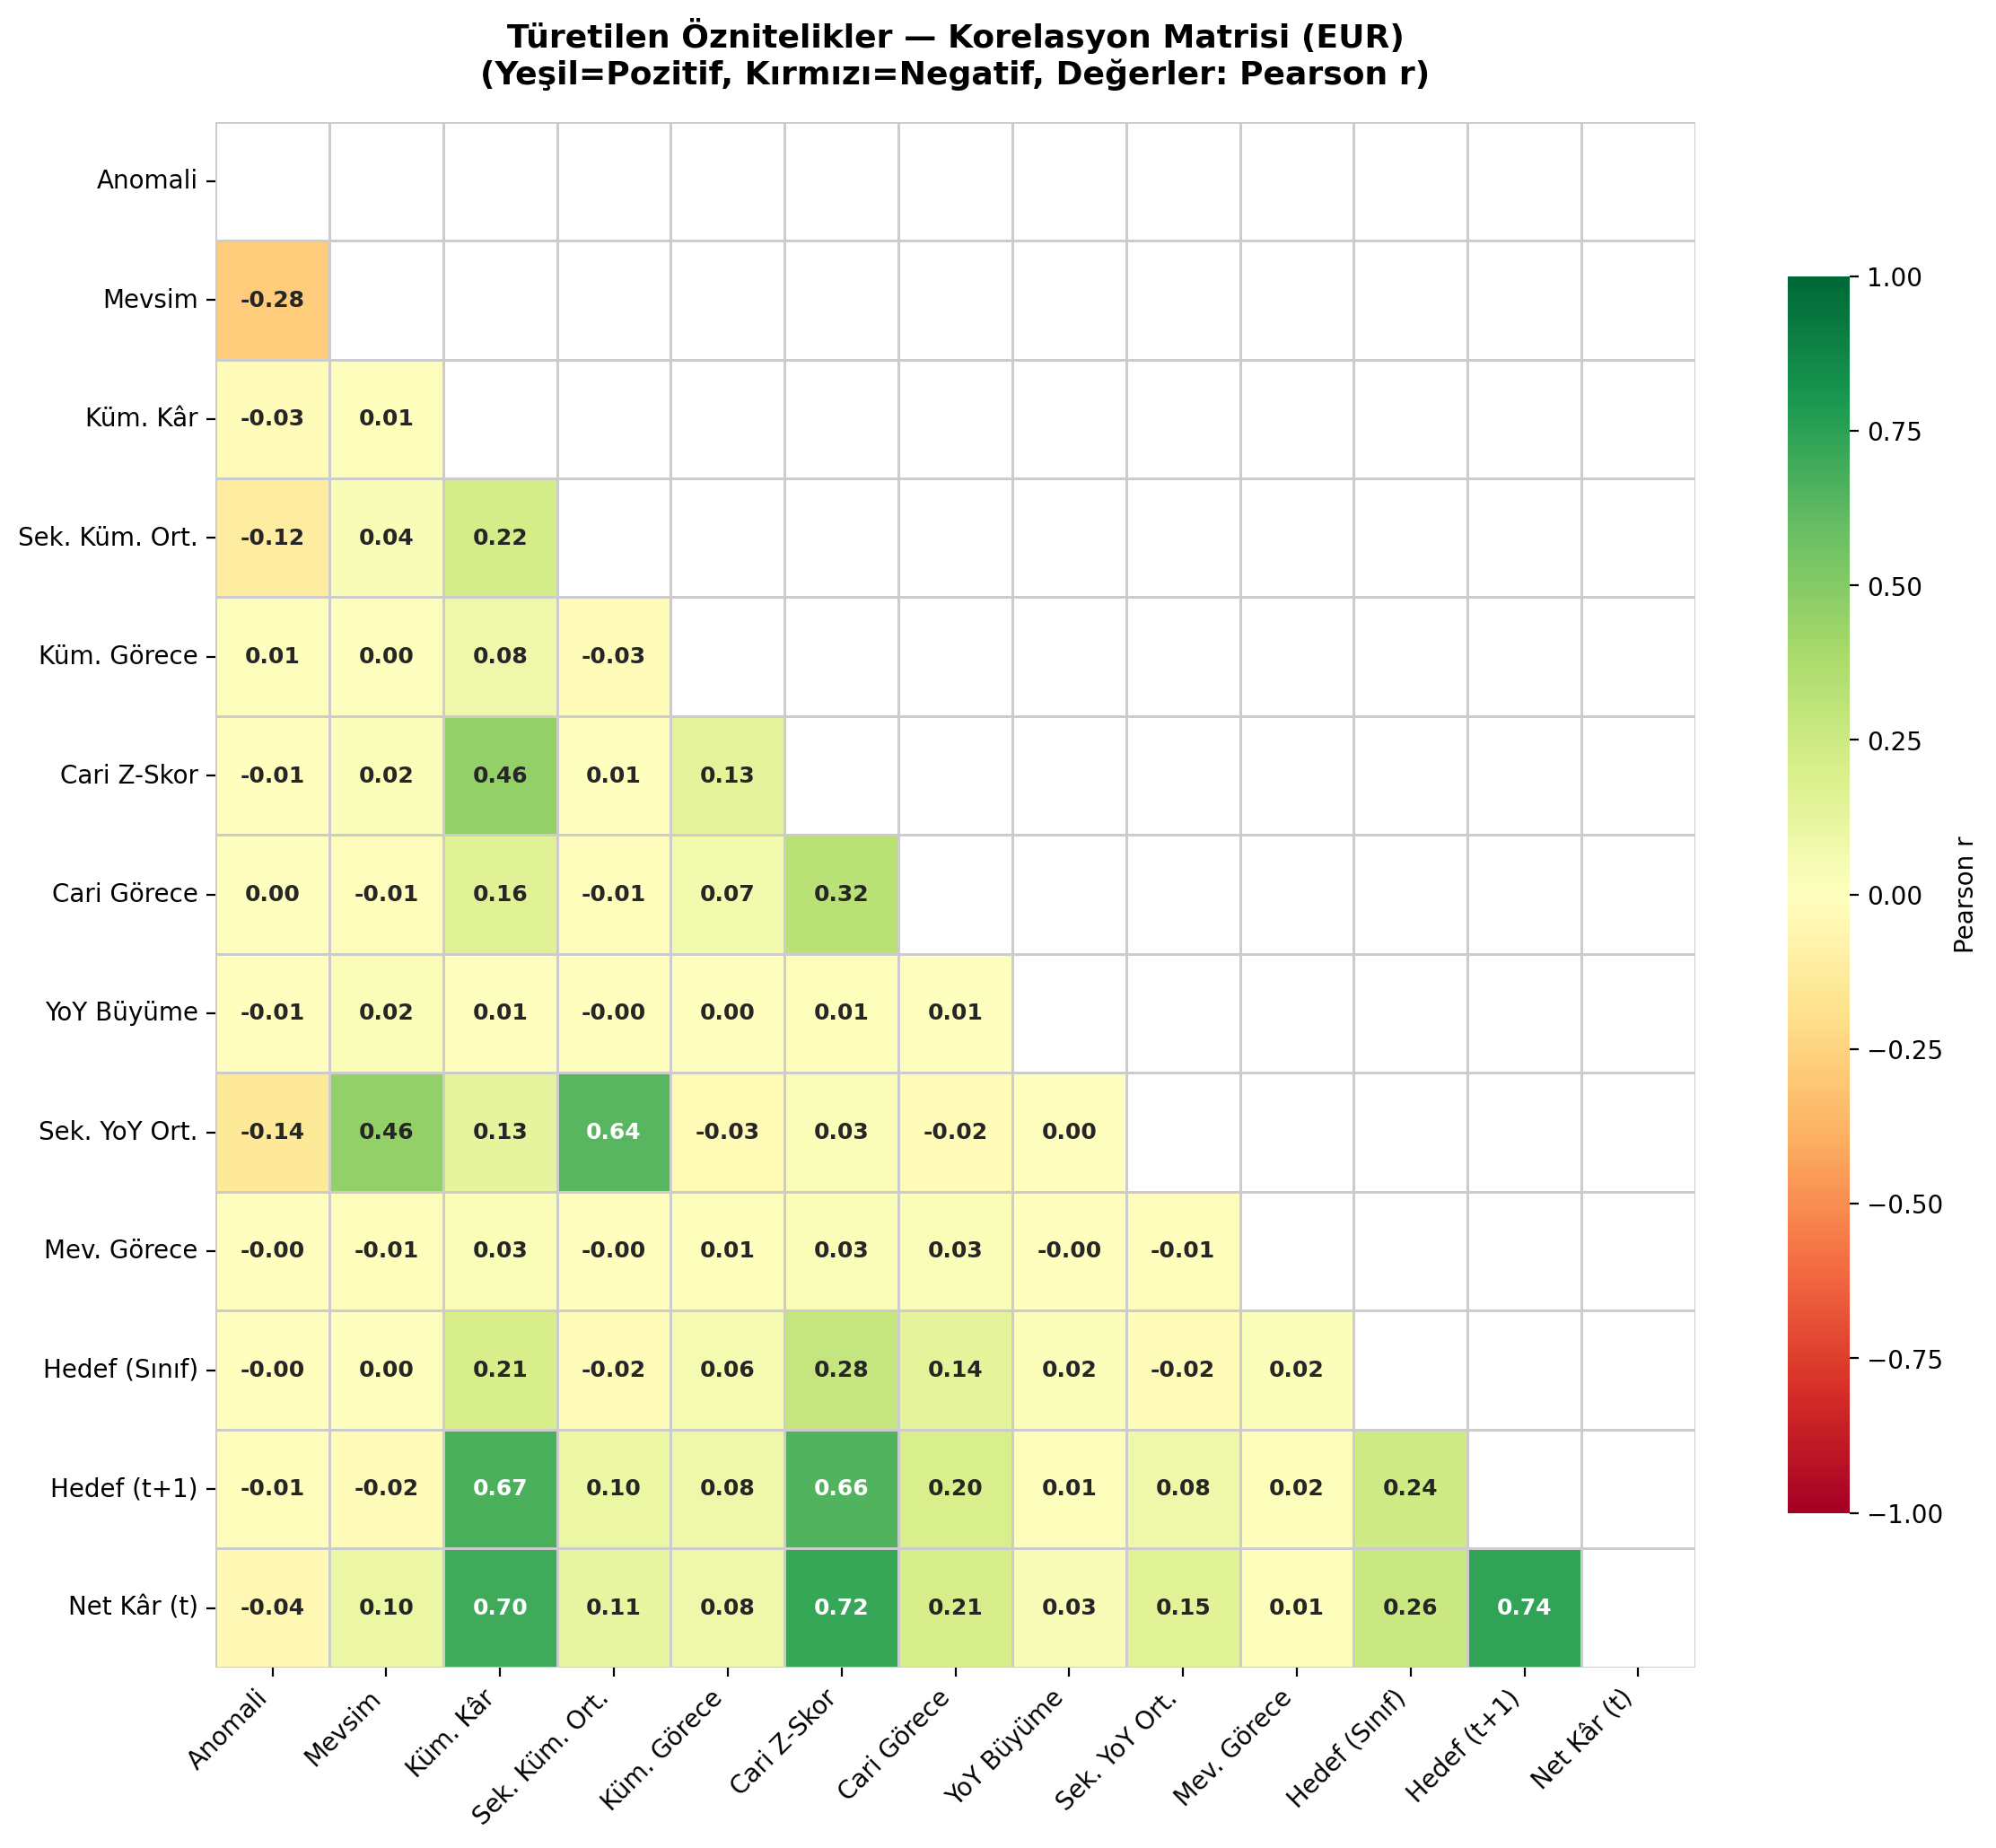 Türetilen Öznitelikler — Korelasyon Matrisi (EUR)
(Yeşil=Pozitif, Kırmızı=Negatif, Değerler: Pearson r)
Anomali
Mevsim -0.28
Küm. Kâr -0.03 0.01
Sek. Küm. Ort. -0.12 0.04 0.22
Küm. Görece 0.01 0.00 0.08 -0.03
Cari Z-Skor -0.01 0.02 0.46 0.01 0.13
Cari Görece 0.00 -0.01 0.16 -0.01 0.07 0.32
YoY Büyüme -0.01 0.02 0.01 -0.00 0.00 0.01 0.01
Sek. YoY Ort. -0.14 0.46 0.13 0.64 -0.03 0.03 -0.02 0.00
Mev. Görece -0.00 -0.01 0.03 -0.00 0.01 0.03 0.03 -0.00 -0.01
Hedef (Sınıf) -0.00 0.00 0.21 -0.02 0.06 0.28 0.14 0.02 -0.02 0.02
Hedef (t+1) -0.01 -0.02 0.67 0.10 0.08 0.66 0.20 0.01 0.08 0.02 0.24
Net Kâr (t) -0.04 0.10 0.70 0.11 0.08 0.72 0.21 0.03 0.15 0.01 0.26 0.74
Anomali Mevsim Küm. Kâr Sek. Küm. Ort. Küm. Görece Cari Z-Skor Cari Görece YoY Büyüme Sek. YoY Ort. Mev. Görece Hedef (Sınıf) Hedef (t+1) Net Kâr (t)
1.00
0.75
0.50
0.25
0.00
−0.25
−0.50
−0.75
−1.00
Pearson r